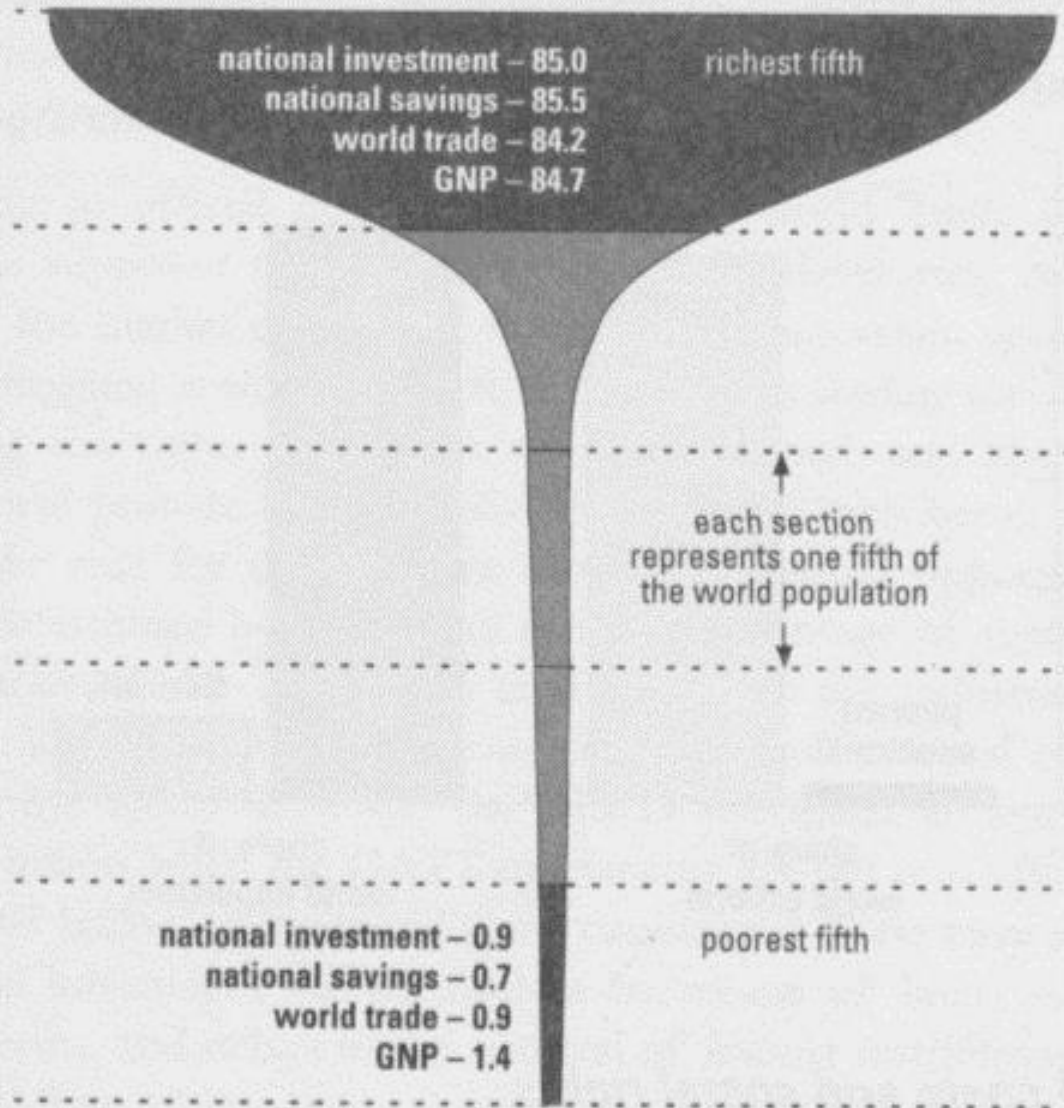 national investment – 85.0
national savings – 85.5
world trade – 84.2
GNP – 84.7
richest fifth
each section
represents one fifth of
the world population
national investment – 0.9
national savings – 0.7
world trade – 0.9
GNP – 1.4
poorest fifth